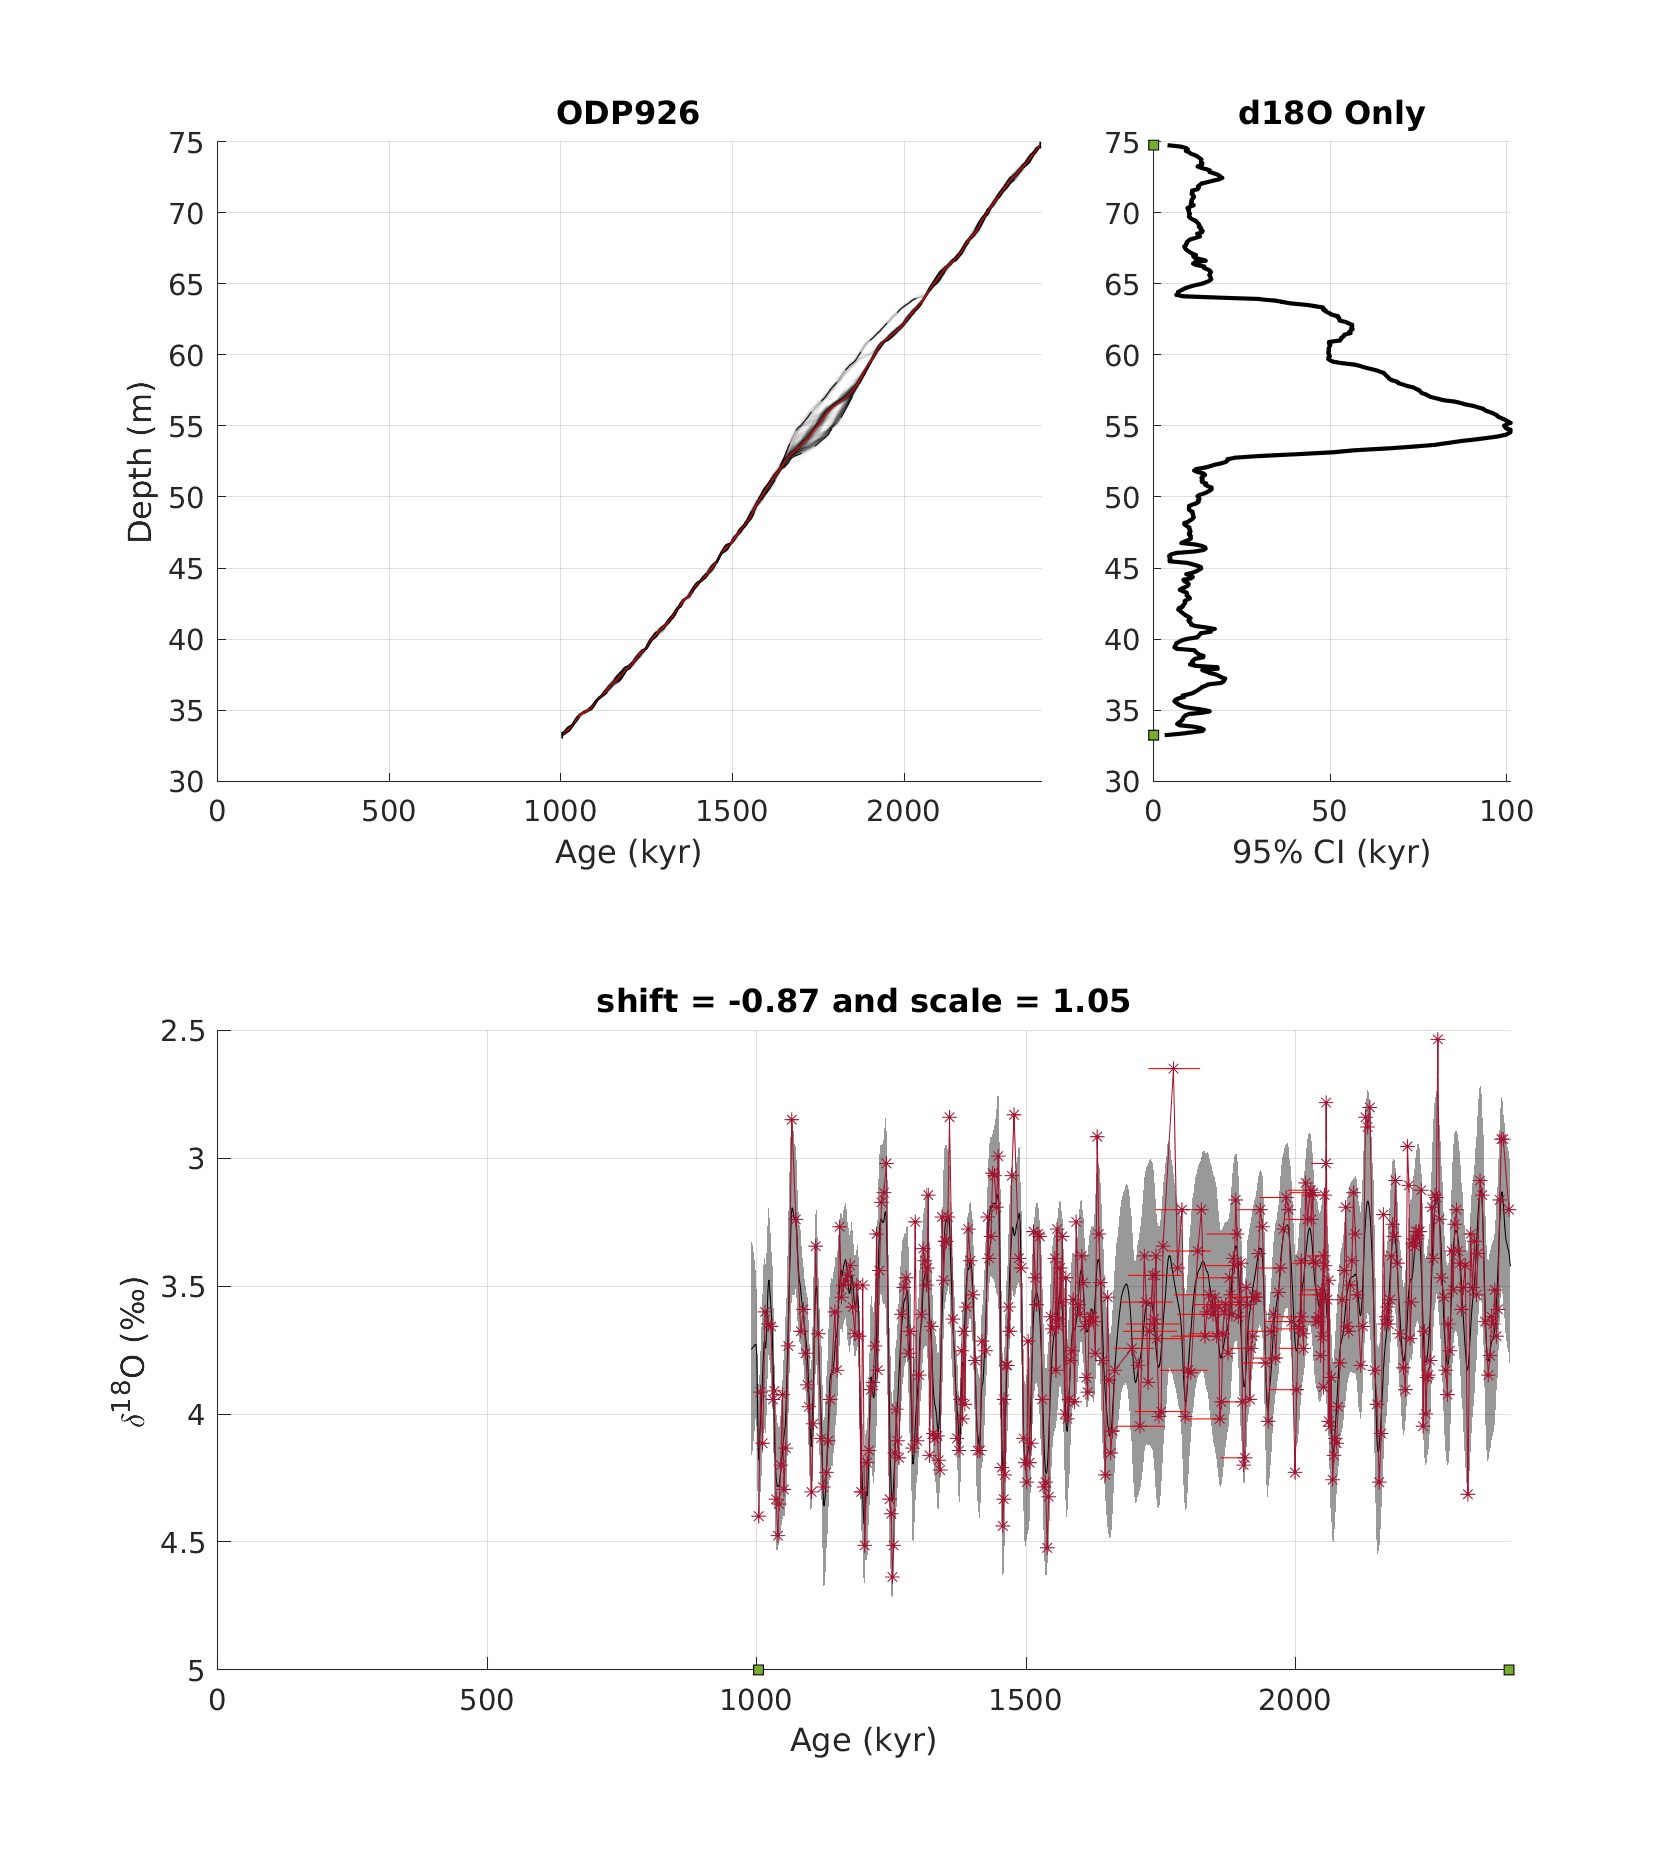 ODP926
d18O Only
75
70
65
60
55
50
45
40
35
30
Depth (m)
0 500 1000 1500 2000
Age (kyr)
75
70
65
60
55
50
45
40
35
30
0 50 100
95% CI (kyr)
shift = -0.87 and scale = 1.05
2.5
3
3.5
4
4.5
5
δ18O (‰)
0 500 1000 1500 2000
Age (kyr)